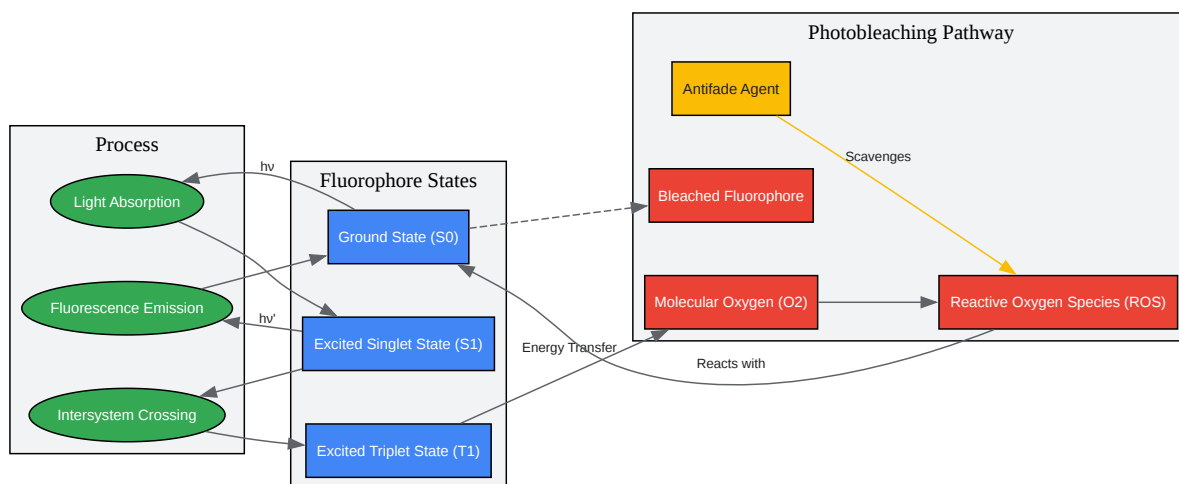 Process
Light Absorption
Fluorescence Emission
Intersystem Crossing
hν
hν'
Fluorophore States
Ground State (S0)
Excited Singlet State (S1)
Excited Triplet State (T1)
Energy Transfer
Photobleaching Pathway
Antifade Agent
Scavenges
Bleached Fluorophore
Molecular Oxygen (O2)
Reactive Oxygen Species (ROS)
Reacts with